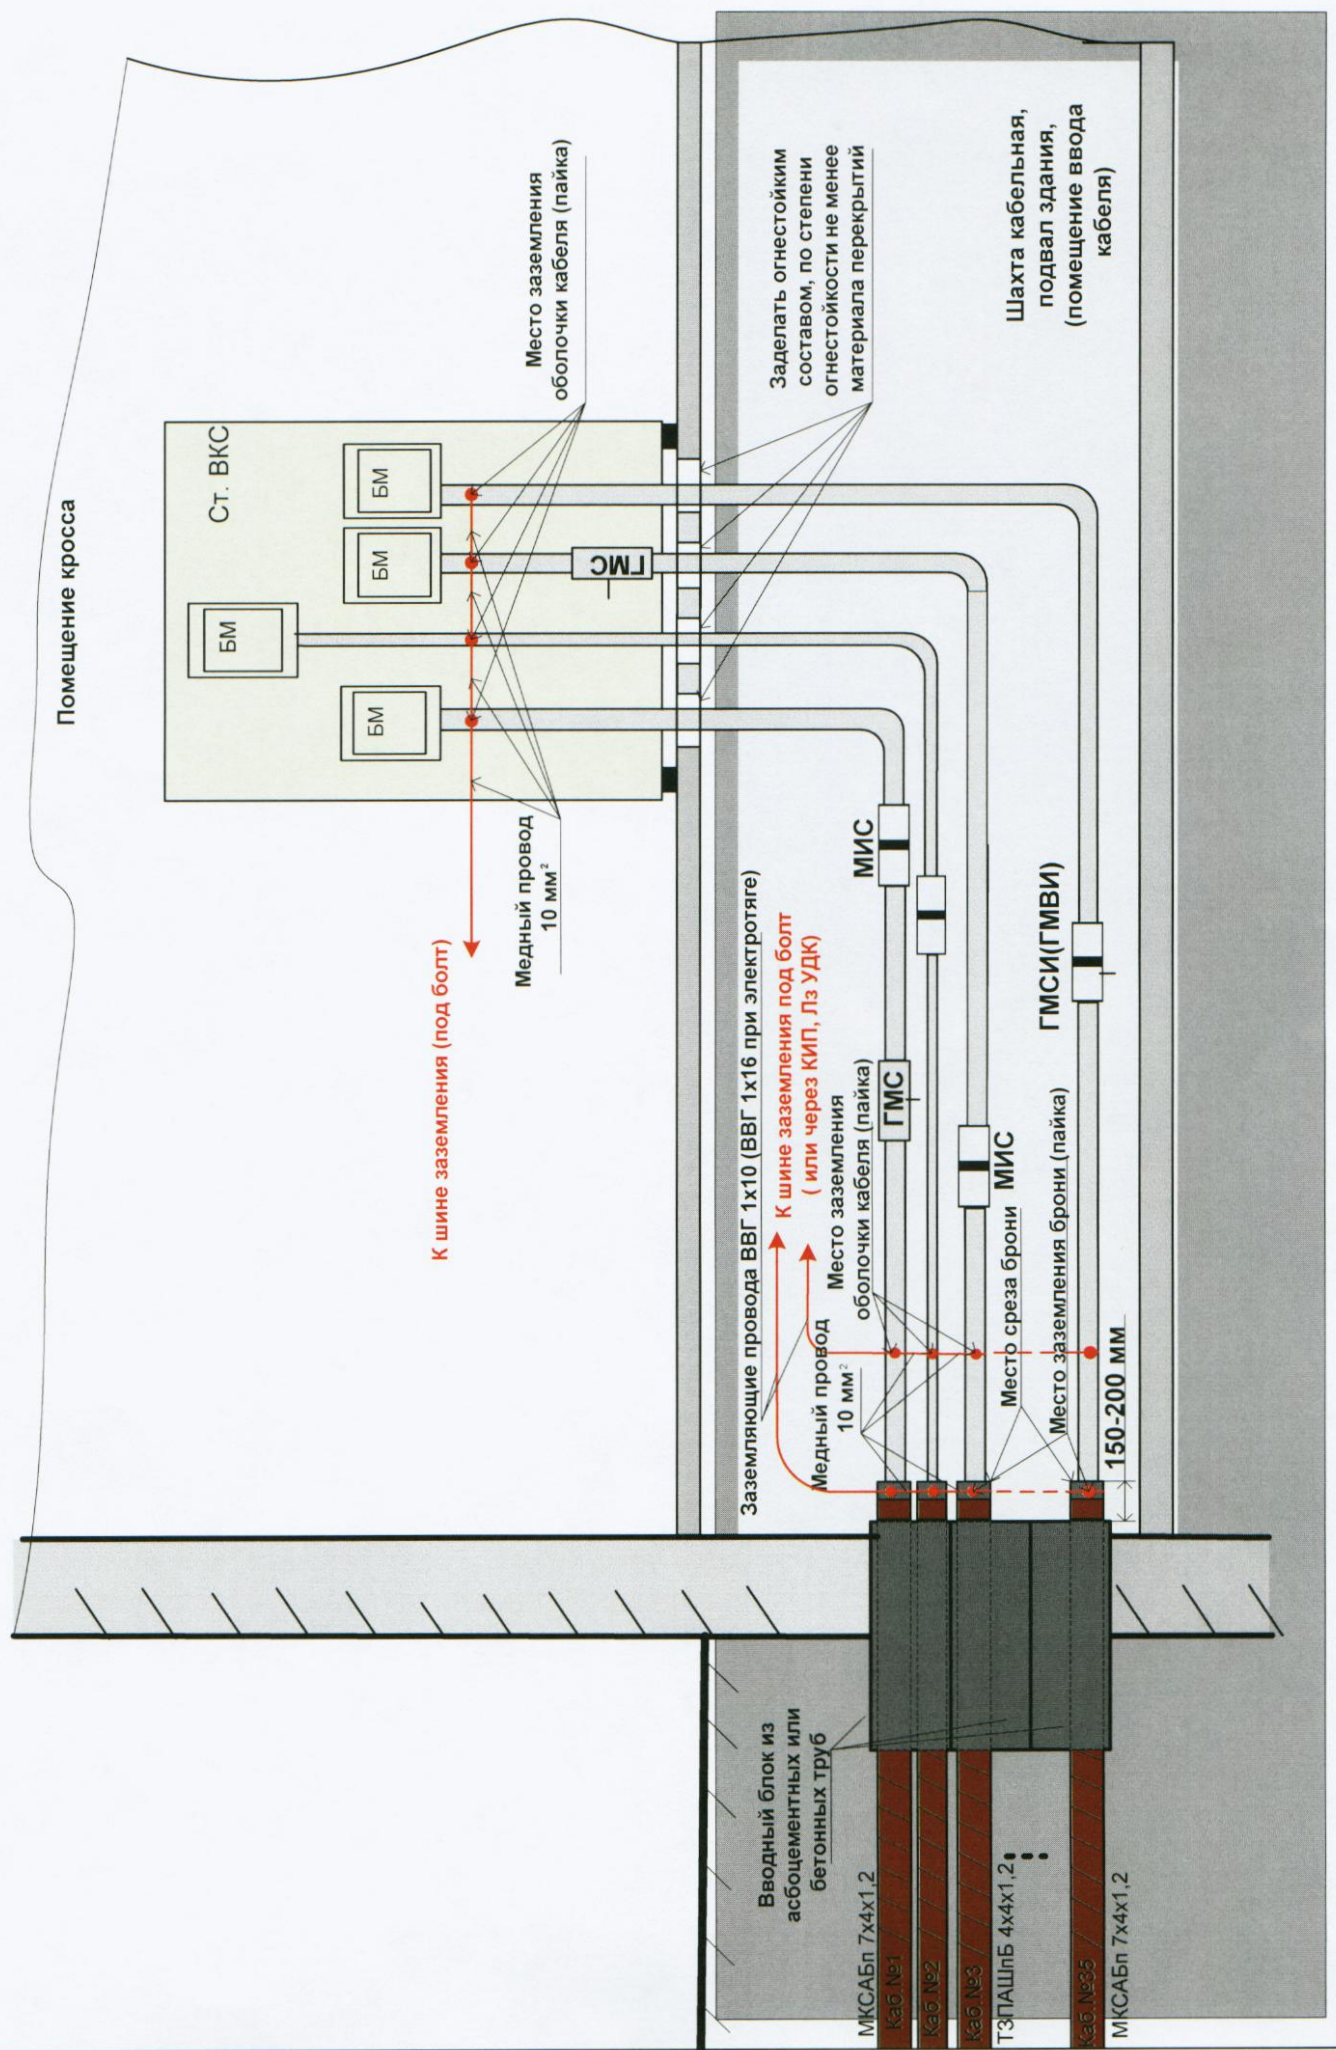 Помещение кросса
Ст. ВКС
БМ
БМ
БМ
БМ
ГМС
Место заземления
оболочки кабеля (пайка)
К шине заземления (под болт)
Медный провод
10 мм²
Заделать огнестойким
составом, по степени
огнестойкости не менее
материала перекрытий
Шахта кабельная,
подвал здания,
(помещение ввода
кабеля)
Заземляющие провода ВВГ 1х10 (ВВГ 1х16 при электротяге)
К шине заземления под болт
( или через КИП, Лз УДК)
Медный провод
10 мм²
Место заземления
оболочки кабеля (пайка)
МИС
ГМС
МИС
ГМСИ(ГМВИ)
Место среза брони
Место заземления брони (пайка)
150-200 мм
Вводный блок из
асбоцементных или
бетонных труб
МКСАБп 7х4х1,2
Каб.№1
Каб.№2
Каб.№3
ТЗПАШпБ 4х4х1,2
Каб.№35
МКСАБп 7х4х1,2